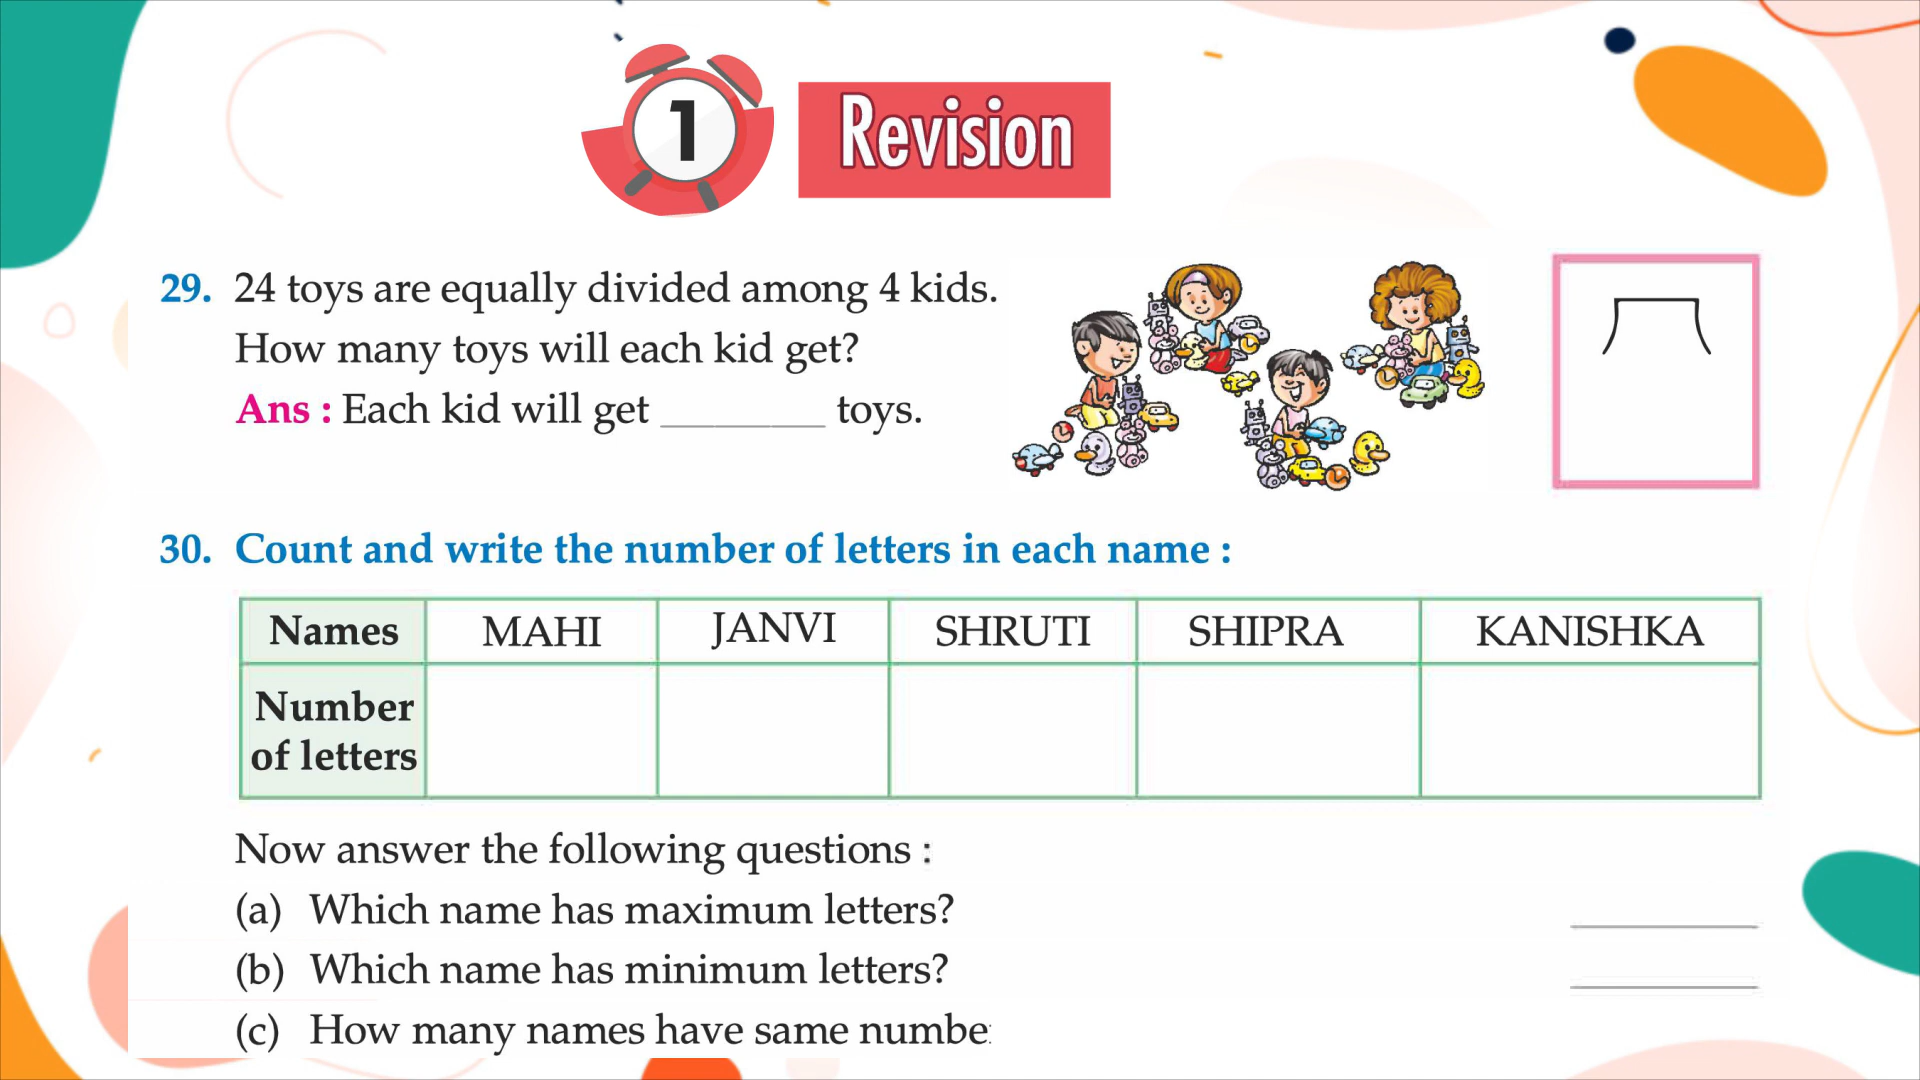 1 Revision
29. 24 toys are equally divided among 4 kids.
How many toys will each kid get?
Ans : Each kid will get ________ toys.
30. Count and write the number of letters in each name :
Names MAHI JANVI SHRUTI SHIPRA KANISHKA
Number
of letters
Now answer the following questions :
(a) Which name has maximum letters? ________
(b) Which name has minimum letters? ________
(c) How many names have same